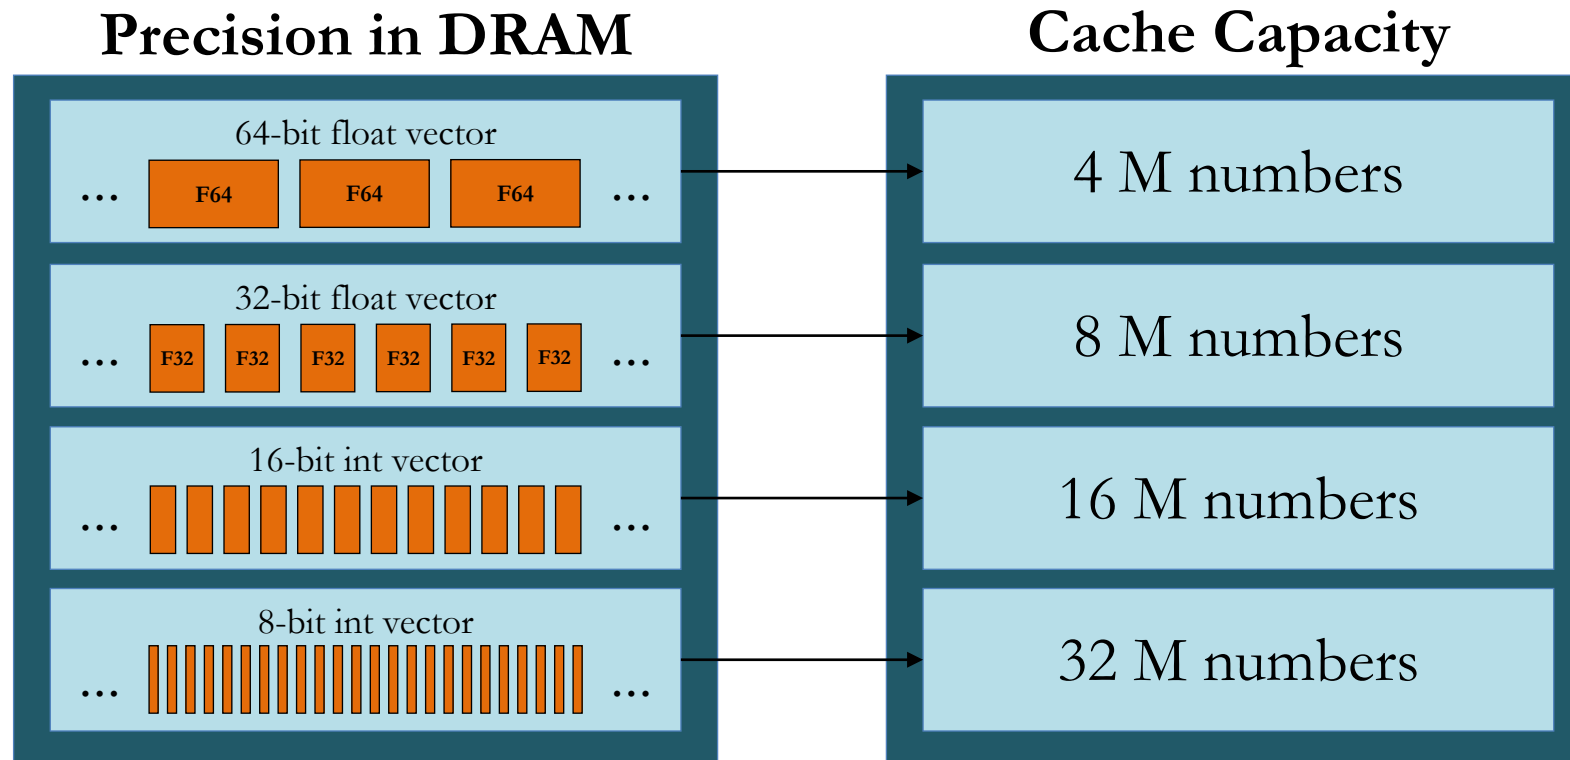 Precision in DRAM
64-bit float vector
... F64 F64 F64 ...
32-bit float vector
... F32 F32 F32 F32 F32 F32 ...
16-bit int vector
... ...
8-bit int vector
... ...
Cache Capacity
4 M numbers
8 M numbers
16 M numbers
32 M numbers